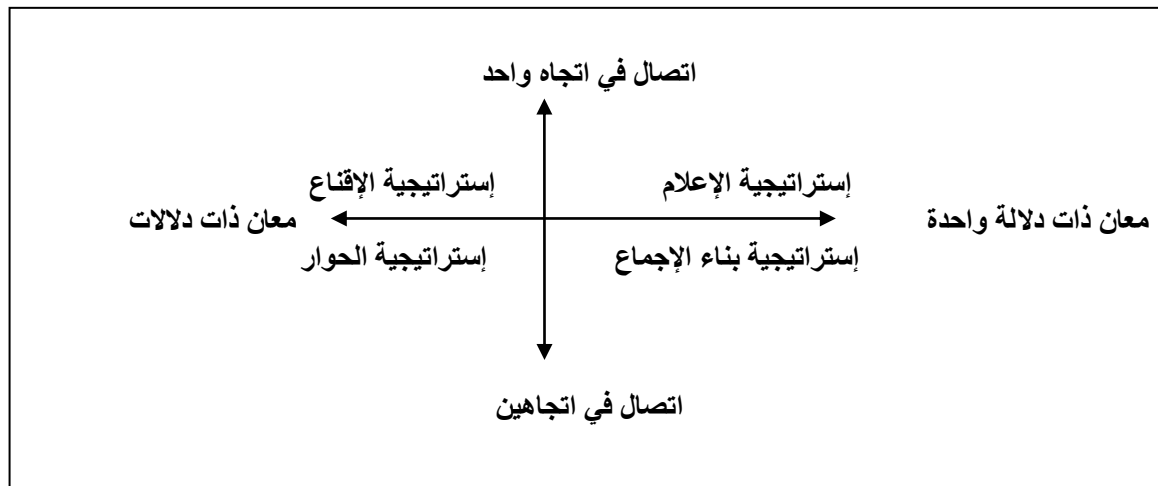 اتصال في اتجاه واحد
إستراتيجية الإعلام
إستراتيجية الإقناع
معان ذات دلالة واحدة
معان ذات دلالات
إستراتيجية بناء الإجماع
إستراتيجية الحوار
اتصال في اتجاهين